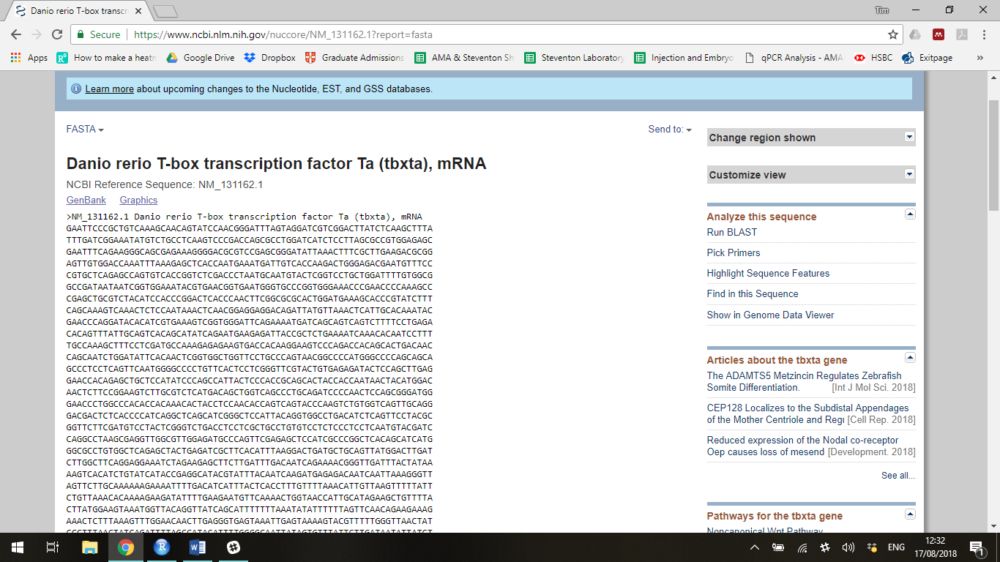 Danio rerio T-box transcr
Tim
Secure https://www.ncbi.nlm.nih.gov/nuccore/NM_131162.1?report=fasta
Apps How to make a heatm Google Drive Dropbox Graduate Admissions AMA & Steventon Sh Steventon Laboratory Injection and Embryo qPCR Analysis - AMA HSBC Exitpage »
Learn more about upcoming changes to the Nucleotide, EST, and GSS databases.
FASTA
Send to:
Danio rerio T-box transcription factor Ta (tbxta), mRNA
NCBI Reference Sequence: NM_131162.1
GenBank Graphics
>NM_131162.1 Danio rerio T-box transcription factor Ta (tbxta), mRNA
GAATTCCCGCTGTCAAAGCAACAGTATCCAACGGGATTTAGTAGGATCGTCGGACTTATCTCAAGCTTTA
TTTGATCGGAAATATGTCTGCCTCAAGTCCCGACCAGCGCCTGGATCATCTCCTTAGCGCCGTGGAGAGC
GAATTTCAGAAGGGCAGCGAGAAAGGGGACGCGTCCGAGCGGGATATTAAACTTTCGCTTGAAGACGCGG
AGTTGTGGACCAAATTTAAAGAGCTCACCAATGAAATGATTGTCACCAAGACTGGGAGACGAATGTTTCC
CGTGCTCAGAGCCAGTGTCACCGGTCTCGACCCTAATGCAATGTACTCGGTCCTGCTGGATTTTGTGGCG
GCCGATAATAATCGGTGGAAATACGTGAACGGTGAATGGGTGCCCGGTGGGAAACCCGAACCCCAAAGCC
CGAGCTGCGTCTACATCCACCCGGACTCACCCAACTTCGGCGCGCACTGGATGAAAGCACCCGTATCTTT
CAGCAAAGTCAAACTCTCCAATAAACTCAACGGAGGAGGACAGATTATGTTAAACTCATTGCACAAATAC
GAACCCAGGATACACATCGTGAAAGTCGGTGGGATTCAGAAAATGATCAGCAGTCAGTCTTTTCCTGAGA
CACAGTTTATTGCAGTCACAGCATATCAGAATGAAGAGATTACCGCTCTGAAAATCAAACACAATCCTTT
TGCCAAAGCTTTCCTCGATGCCAAAGAGAGAAGTGACCACAAGGAAGTCCCAGACCACAGCACTGACAAC
CAGCAATCTGGATATTCACAACTCGGTGGCTGGTTCCTGCCCAGTAACGGCCCCATGGGCCCCAGCAGCA
GCCCTCCTCAGTTCAATGGGGCCCCTGTTCACTCCTCGGGTTCGTACTGTGAGAGATACTCCAGCTTGAG
GAACCACAGAGCTGCTCCATATCCCAGCCATTACTCCCACCGCAGCACTACCACCAATAACTACATGGAC
AACTCTTCCGGAAGTCTTGCGTCTCATGACAGCTGGTCAGCCCTGCAGATCCCCAACTCCAGCGGGATGG
GAACCCTGGCCCACACCACAAACACTACCTCCAACACCAGTCAGTACCCAAGTCTGTGGTCAGTTGCAGG
GACGACTCTCACCCCATCAGGCTCAGCATCGGGCTCCATTACAGGTGGCCTGACATCTCAGTTCCTACGC
GGTTCTTCGATGTCCTACTCGGGTCTGACCTCCTCGCTGCCTGTGTCCTCTCCCTCCTCAATGTACGATC
CAGGCCTAAGCGAGGTTGGCGTTGGAGATGCCCAGTTCGAGAGCTCCATCGCCCGGCTCACAGCATCATG
GGCGCCTGTGGCTCAGAGCTACTGAGATCGCTTCACATTTAAGGACTGATGCTGCAGTTATGGACTTGAT
CTTGGCTTCAGGAGGAAATCTAGAAGAGCTTCTTGATTTGACAATCAGAAAACGGGTTGATTTACTATAA
AAGTCACATCTGTATCATACCGAGGCATACGTATTTACAATCAAGATGAGAGACAATCAATTAAAGGGTT
AGTTCTTGCAAAAAAGAAAATTTTGACATCATTTACTCACCTTTGTTTTAAACATTGTTAAGTTTTTATT
CTGTTAAACACAAAAGAAGATATTTTGAAGAATGTTCAAAACTGGTAACCATTGCATAGAAGCTGTTTTA
CTTATGGAAGTAAATGGTTACAGGTTATCAGCATTTTTTTAAATATATTTTTTAGTTCAACAGAAGAAAG
AAACTCTTTAAAGTTTGGAACAACTTGAGGGTGAGTAAATTGAGTAAAAGTACGTTTTTGGGTTAACTAT
Change region shown
Customize view
Analyze this sequence
Run BLAST
Pick Primers
Highlight Sequence Features
Find in this Sequence
Show in Genome Data Viewer
Articles about the tbxta gene
The ADAMTS5 Metzincin Regulates Zebrafish
Somite Differentiation. [Int J Mol Sci. 2018]
CEP128 Localizes to the Subdistal Appendages
of the Mother Centriole and Regu [Cell Rep. 2018]
Reduced expression of the Nodal co-receptor
Oep causes loss of mesend [Development. 2018]
See all...
Pathways for the tbxta gene
Noncanonical Wnt Pathway
ENG
12:32
17/08/2018
1